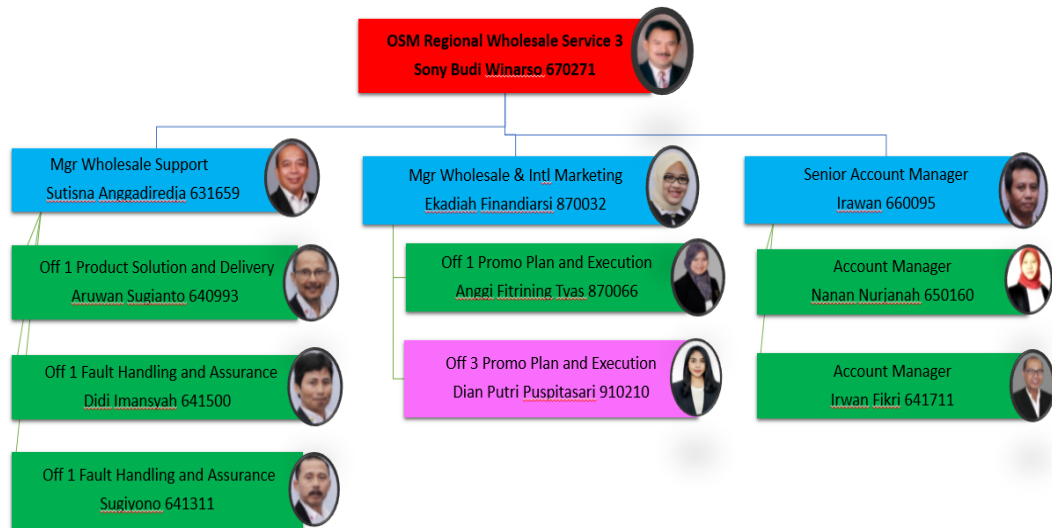 OSM Regional Wholesale Service 3
Sony Budi Winarso 670271
Mgr Wholesale Support
Sutisna Anggadiredia 631659
Off 1 Product Solution and Delivery
Aruwan Sugianto 640993
Off 1 Fault Handling and Assurance
Didi Imansyah 641500
Off 1 Fault Handling and Assurance
Sugiyono 641311
Mgr Wholesale & Intl Marketing
Ekadiah Finandiarsi 870032
Off 1 Promo Plan and Execution
Anggi Fitrining Tyas 870066
Off 3 Promo Plan and Execution
Dian Putri Puspitasari 910210
Senior Account Manager
Irawan 660095
Account Manager
Nanan Nurjanah 650160
Account Manager
Irwan Fikri 641711